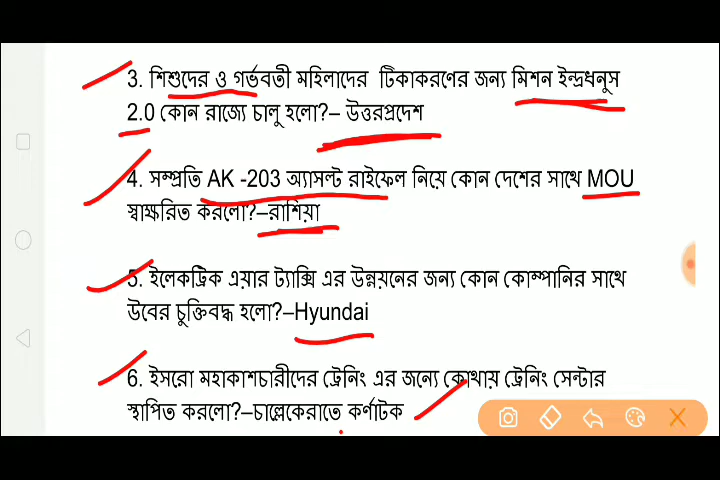 3. শিশুদের ও গর্ভবতী মহিলাদের টিকাকরণের জন্য মিশন ইন্দ্রধনুস
2.0 কোন রাজ্যে চালু হলো?– উত্তরপ্রদেশ
4. সম্প্রতি AK -203 অ্যাসল্ট রাইফেল নিয়ে কোন দেশের সাথে MOU
স্বাক্ষরিত করলো?–রাশিয়া
5. ইলেকট্রিক এয়ার ট্যাক্সি এর উন্নয়নের জন্য কোন কোম্পানির সাথে
উবের চুক্তিবদ্ধ হলো?–Hyundai
6. ইসরো মহাকাশচারীদের ট্রেনিং এর জন্যে কোথায় ট্রেনিং সেন্টার
স্থাপিত করলো?–চাল্লেকেরাতে কর্ণাটক